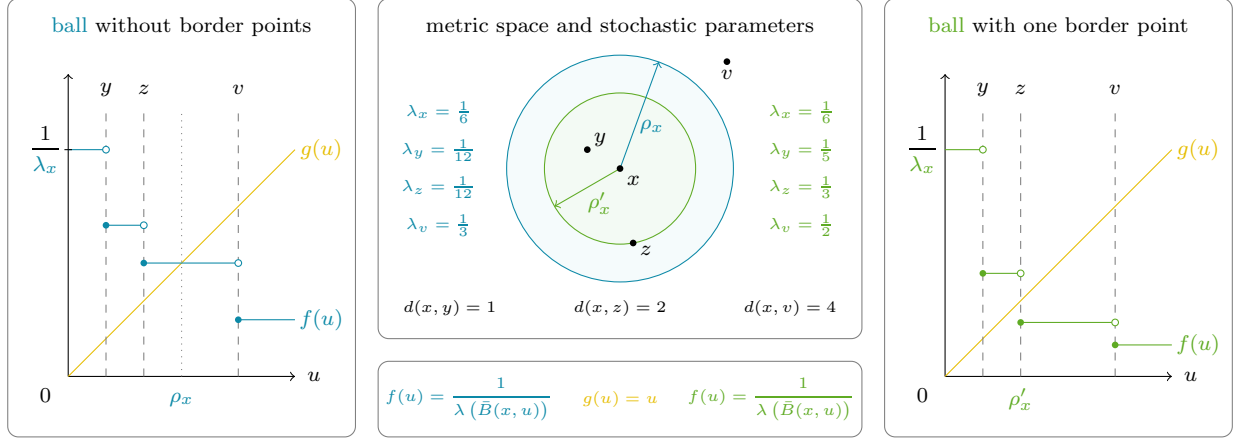 ball without border points
y z v
1/λ_x
g(u)
f(u)
0 ρ_x u
metric space and stochastic parameters
v
λ_x = 1/6
λ_y = 1/12
λ_z = 1/12
λ_v = 1/3
ρ_x
y
x
ρ′_x
z
λ_x = 1/6
λ_y = 1/5
λ_z = 1/3
λ_v = 1/2
d(x, y) = 1 d(x, z) = 2 d(x, v) = 4
f(u) = 1/λ(B̄(x, u)) g(u) = u f(u) = 1/λ(B̄(x, u))
ball with one border point
y z v
1/λ_x
g(u)
f(u)
0 ρ′_x u